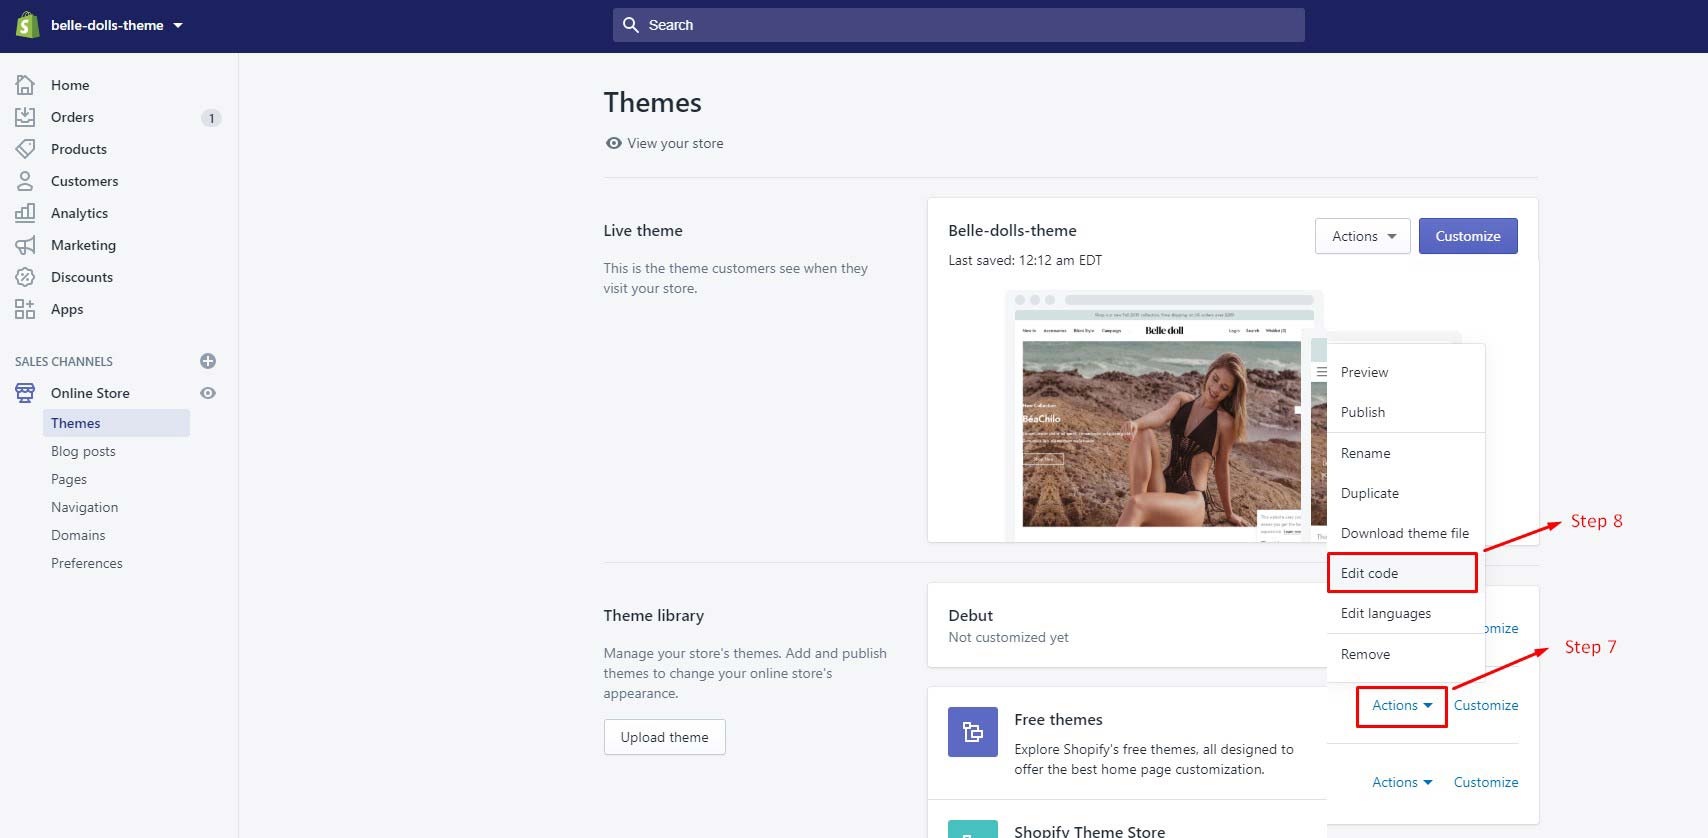 belle-dolls-theme
Search
Home
Orders
1
Products
Customers
Analytics
Marketing
Discounts
Apps
SALES CHANNELS
Online Store
Themes
Blog posts
Pages
Navigation
Domains
Preferences
Themes
View your store
Live theme
This is the theme customers see when they
visit your store.
Belle-dolls-theme
Last saved: 12:12 am EDT
Actions
Customize
Belle doll
New Collection
BéaChilo
Preview
Publish
Rename
Duplicate
Download theme file
Edit code
Edit languages
Remove
Step 8
Step 7
Theme library
Manage your store's themes. Add and publish
themes to change your online store's
appearance.
Upload theme
Debut
Not customized yet
omize
Actions
Customize
Free themes
Explore Shopify's free themes, all designed to
offer the best home page customization.
Actions
Customize
Shopify Theme Store